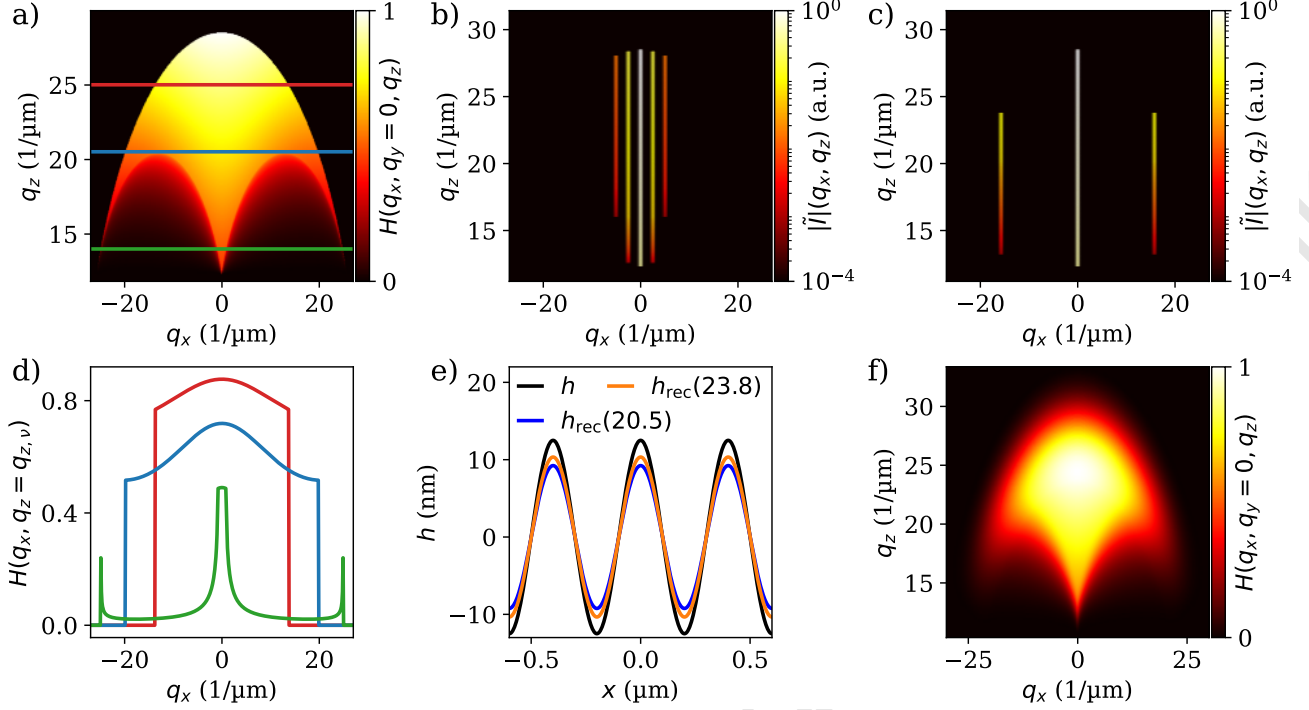 a)
25
20
14
−20
0
20
q_z (1/µm)
q_x (1/µm)
1
0
H(q_x, q_y = 0, q_z)
b)
30
25
20
15
−20
0
20
q_z (1/µm)
q_x (1/µm)
10^0
10^−4
|Ĩ|(q_x, q_z) (a.u.)
c)
30
25
20
15
−20
0
20
q_z (1/µm)
q_x (1/µm)
10^0
10^−4
|Ĩ|(q_x, q_z) (a.u.)
d)
0.8
0.4
0.0
−20
0
20
H(q_x, q_z = q_{z,ν})
q_x (1/µm)
e)
h
h_rec(23.8)
h_rec(20.5)
20
10
0
−10
−0.5
0.0
0.5
h (nm)
x (µm)
f)
30
25
20
15
−25
0
25
q_z (1/µm)
q_x (1/µm)
1
0
H(q_x, q_y = 0, q_z)